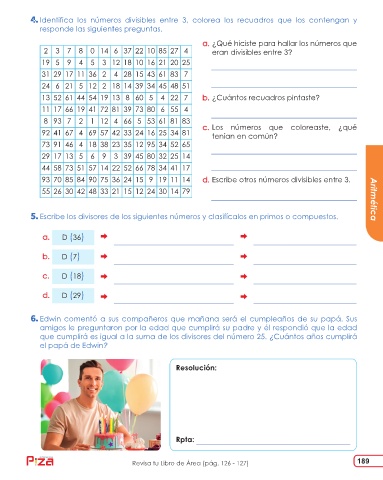 4. Identifica los números divisibles entre 3, colorea los recuadros que los contengan y
responde las siguientes preguntas.
2 3 7 8 0 14 6 37 22 10 85 27 4
19 5 9 4 5 3 12 18 10 16 21 20 25
31 29 17 11 36 2 4 28 15 43 61 83 7
24 6 21 5 12 2 18 14 39 34 45 48 51
13 52 61 44 54 19 13 8 60 5 4 22 7
11 17 66 19 41 72 81 39 73 80 6 55 4
8 93 7 2 1 12 4 66 5 53 61 81 83
92 41 67 4 69 57 42 33 24 16 25 34 81
73 91 46 4 18 38 23 35 12 95 34 52 65
29 17 13 5 6 9 3 39 45 80 32 25 14
44 58 73 51 57 14 22 52 66 78 34 41 17
93 70 85 84 90 75 36 24 15 9 19 11 14
55 26 30 42 48 33 21 15 12 24 30 14 79
a. ¿Qué hiciste para hallar los números que
eran divisibles entre 3?
b. ¿Cuántos recuadros pintaste?
c. Los números que coloreaste, ¿qué
tenían en común?
d. Escribe otros números divisibles entre 3.
Aritmética
5. Escribe los divisores de los siguientes números y clasifícalos en primos o compuestos.
a. D (36)
b. D (7)
c. D (18)
d. D (29)
6. Edwin comentó a sus compañeros que mañana será el cumpleaños de su papá. Sus
amigos le preguntaron por la edad que cumplirá su padre y él respondió que la edad
que cumplirá es igual a la suma de los divisores del número 25. ¿Cuántos años cumplirá
el papá de Edwin?
Resolución:
Rpta:
Revisa tu Libro de Área (pág. 126 - 127)
189